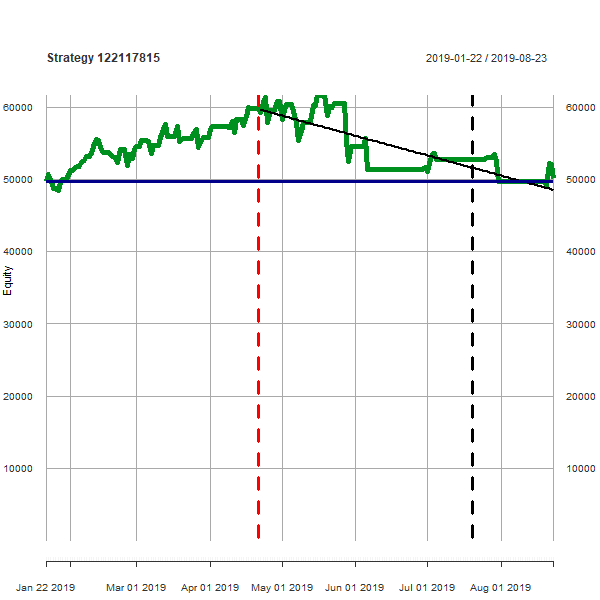 Strategy 122117815
2019-01-22 / 2019-08-23
60000
60000
50000
50000
40000
40000
Equity
30000
30000
20000
20000
10000
10000
Jan 22 2019
Mar 01 2019
Apr 01 2019
May 01 2019
Jun 01 2019
Jul 01 2019
Aug 01 2019